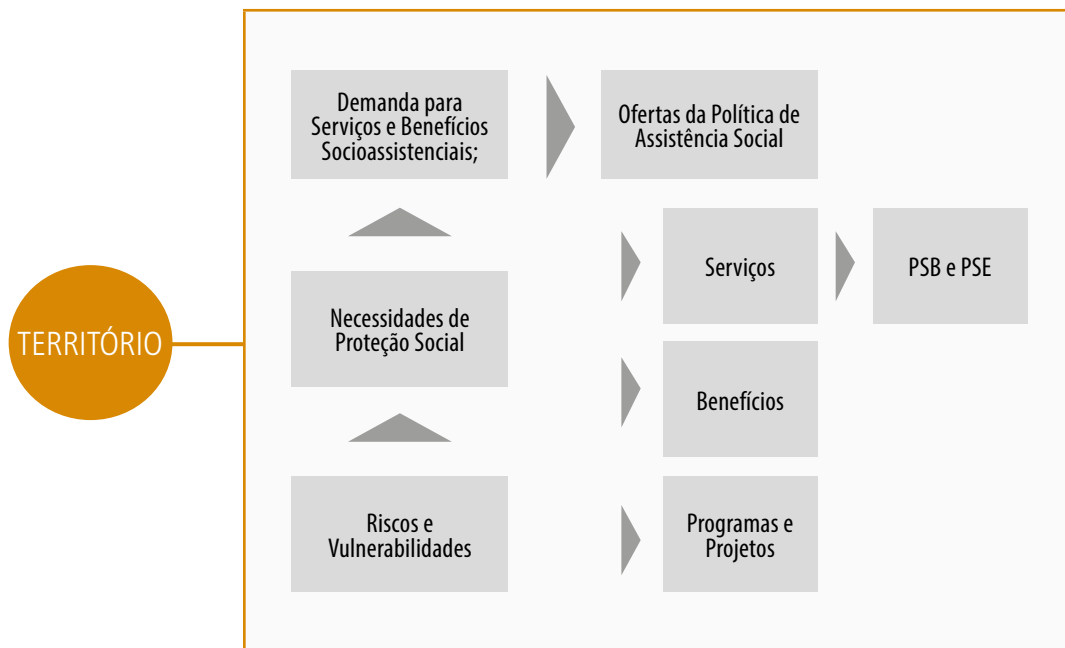 TERRITÓRIO
Demanda para
Serviços e Benefícios
Socioassistenciais;
Ofertas da Política de
Assistência Social
Necessidades de
Proteção Social
Riscos e
Vulnerabilidades
Serviços
PSB e PSE
Benefícios
Programas e
Projetos